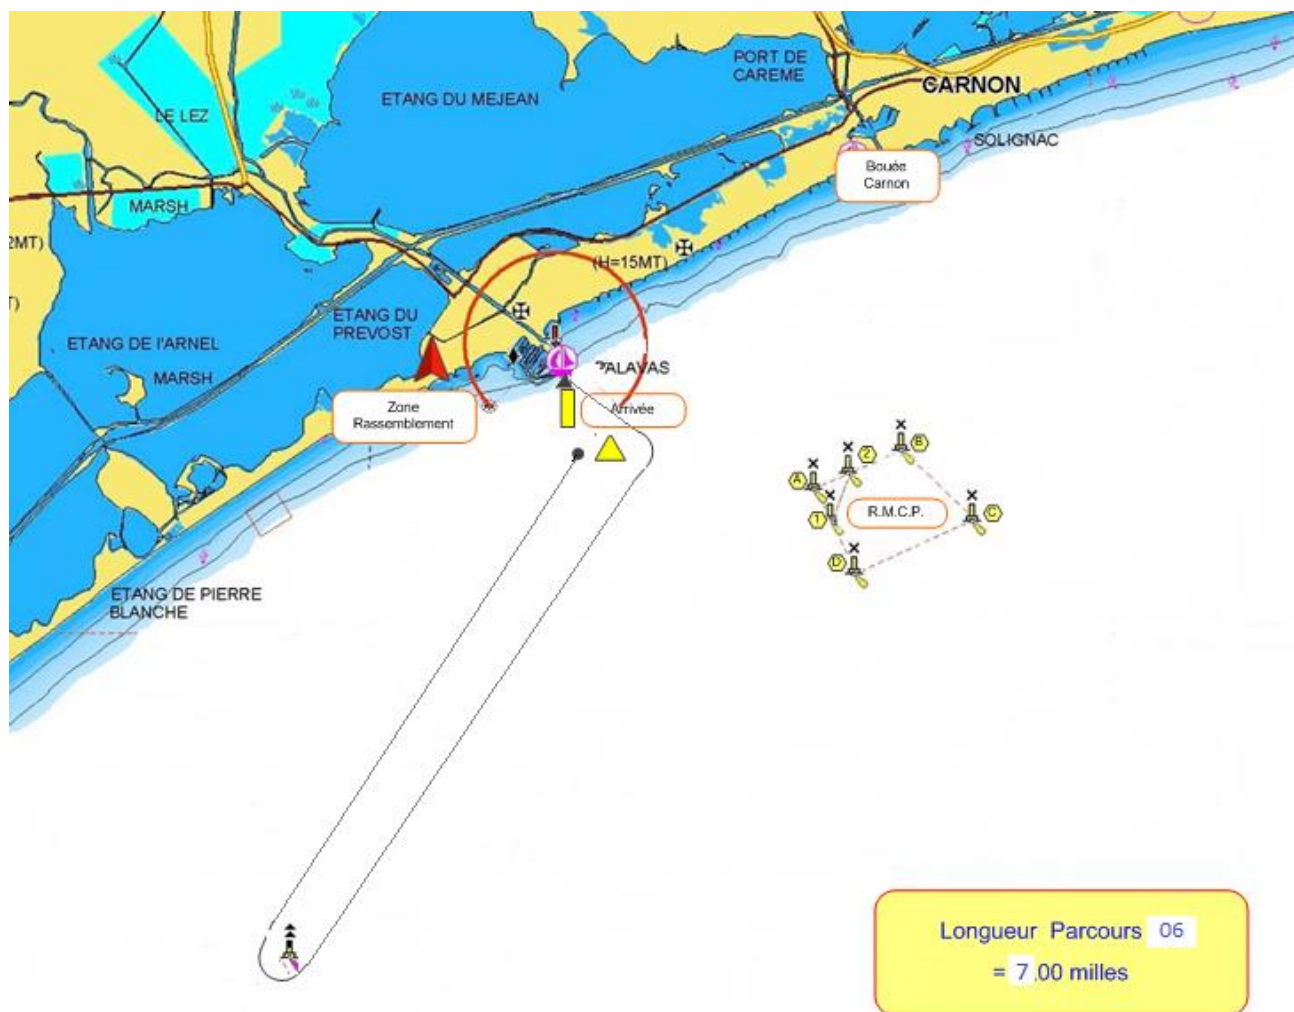 PORT DE
CAREME
CARNON
ETANG DU MEJEAN
LE LEZ
SOLIGNAC
Bouée
Carnon
MARSH
2MT)
(H=15MT)
T)
ETANG DU
PREVOST
ETANG DE l'ARNEL
MARSH
ALAVAS
Zone
Rassemblement
Arrivée
B
2
A
R.M.C.P.
C
1
D
ETANG DE PIERRE
BLANCHE
Longueur Parcours 06
= 7,00 milles